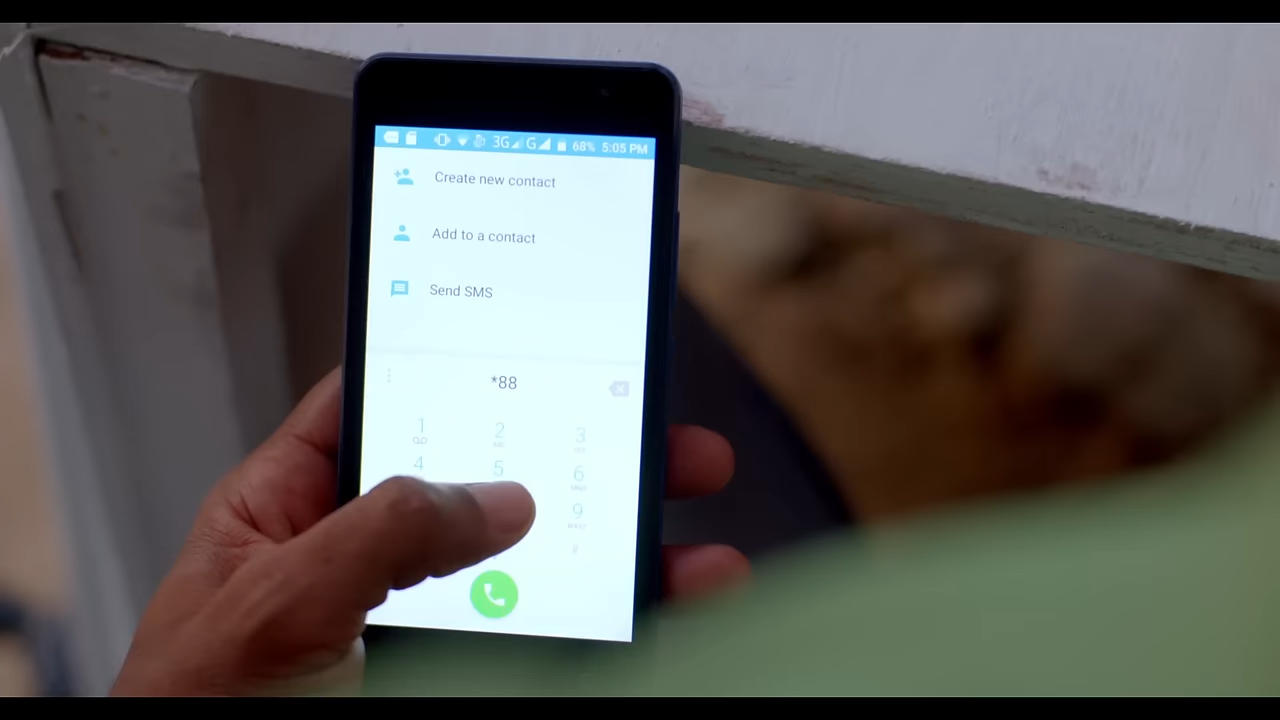 3G G 68% 5:05 PM
Create new contact
Add to a contact
Send SMS
*88
1 2 3
4 5 6
9
#